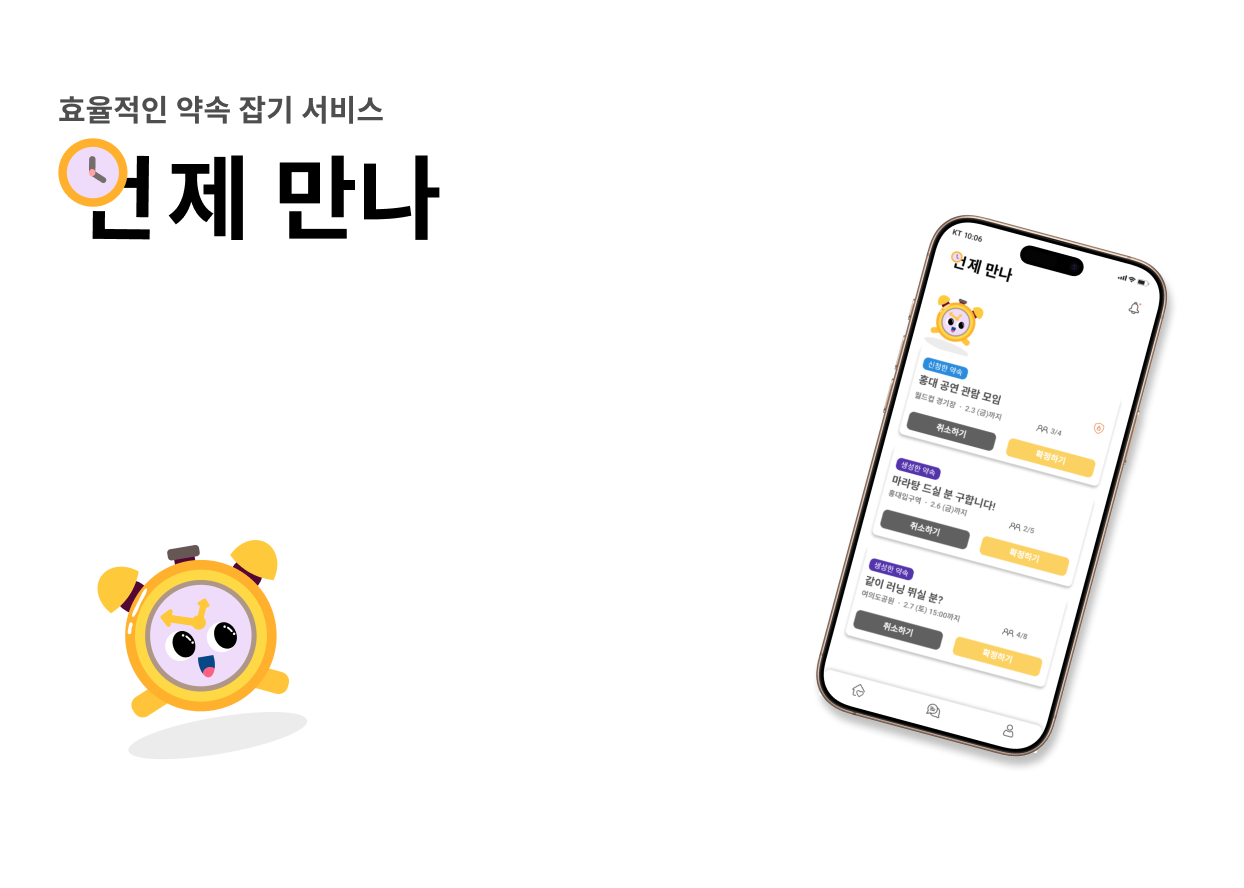 효율적인 약속 잡기 서비스
언제 만나
KT 10:06
언제 만나
신청한 약속
홍대 공연 관람 모임
월드컵 경기장 · 2.3 (금)까지
3/4
6
취소하기
확정하기
생성한 약속
마라탕 드실 분 구합니다!
홍대입구역 · 2.6 (금)까지
2/5
취소하기
확정하기
생성한 약속
같이 러닝 뛰실 분?
여의도공원 · 2.7 (토) 15:00까지
4/8
취소하기
확정하기